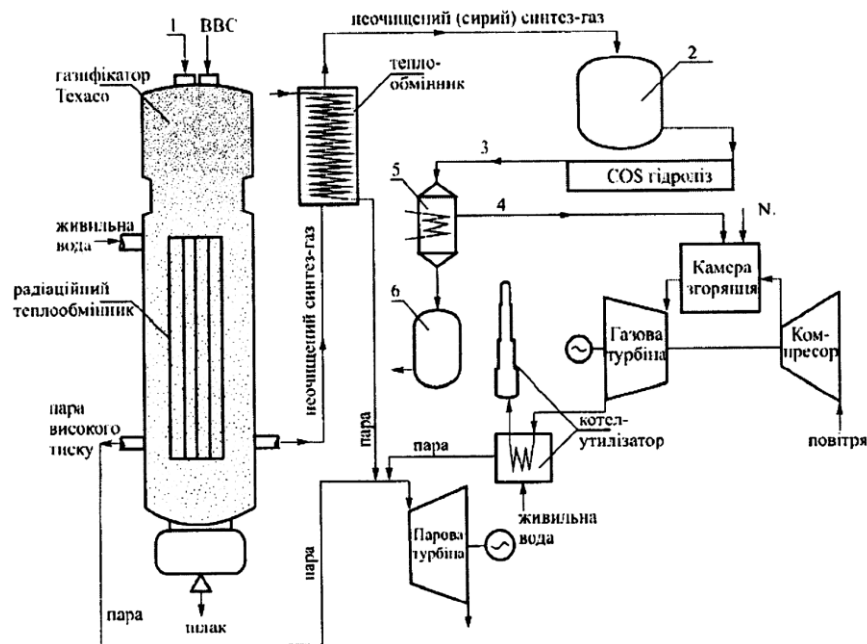 1
ВВС
неочищений (сирий) синтез-газ
газифікатор
Texaco
тепло-
обмінник
2
3
COS гідроліз
5
4
N.
живильна
вода
Камера
згоряння
радіаційний
теплообмінник
неочищений синтез-газ
6
Газова
турбіна
Ком-
пресор
пара
високого
тиску
пара
котел-
утилізатор
повітря
пара
живильна
вода
Парова
турбіна
пара
пара
шлак